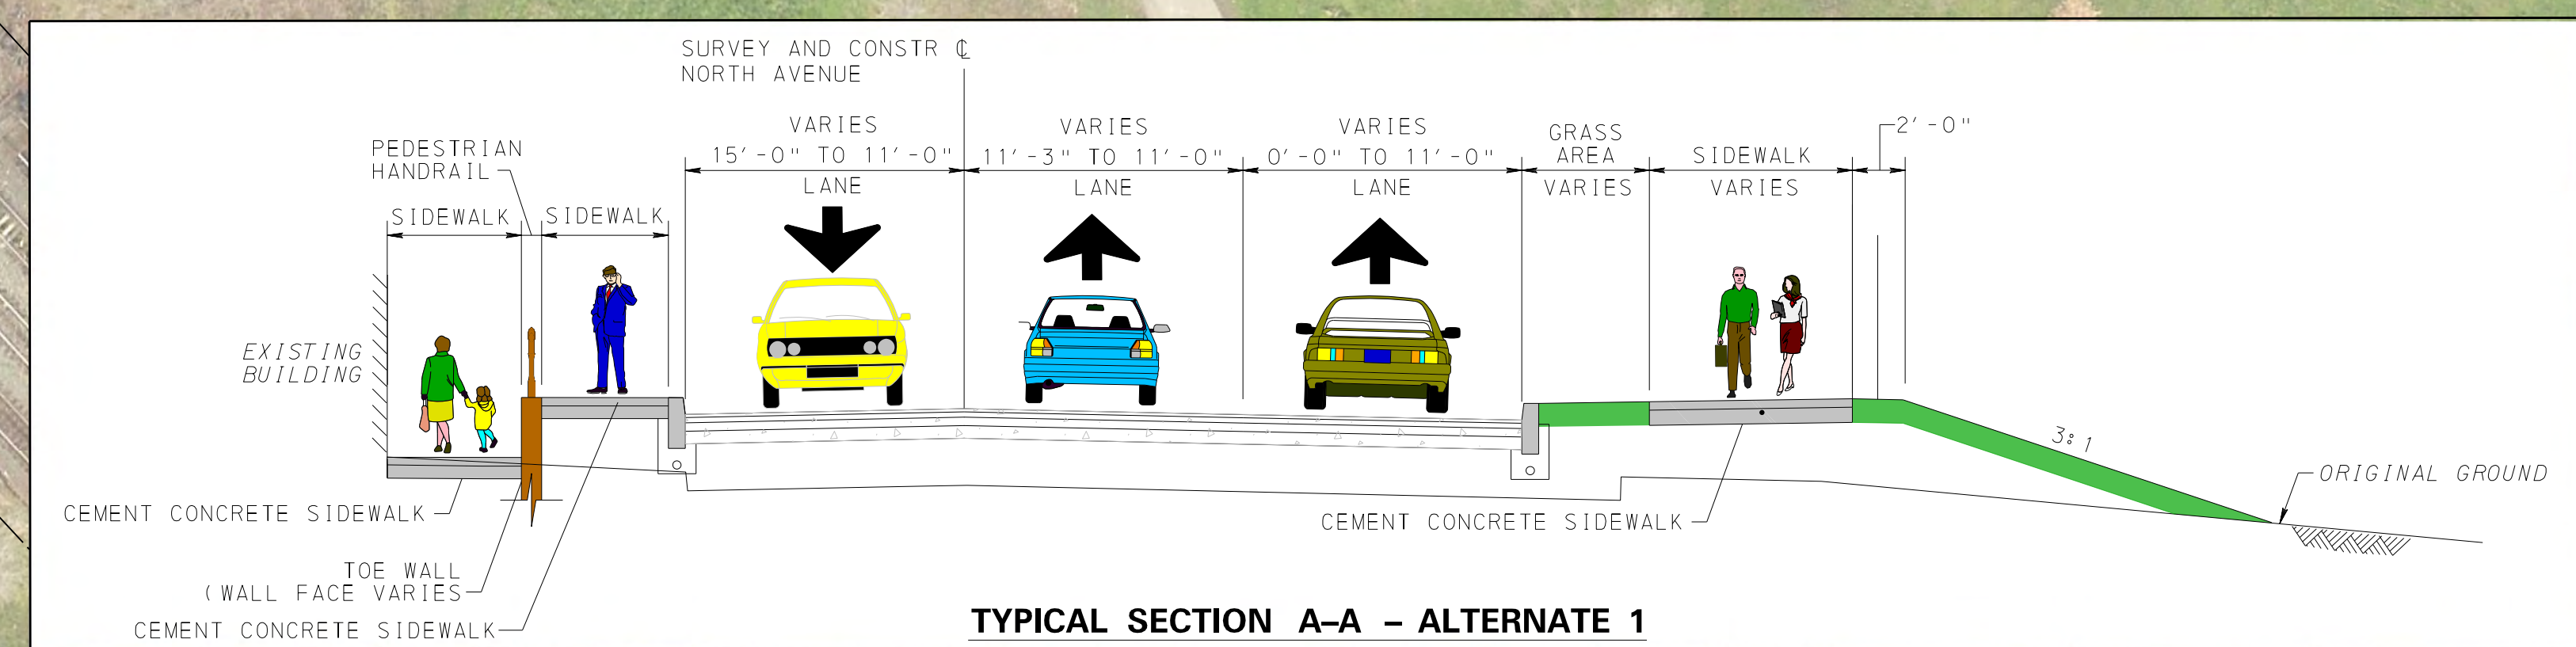 SURVEY AND CONSTR ℄
NORTH AVENUE
PEDESTRIAN
HANDRAIL
SIDEWALK
SIDEWALK
VARIES
15'-0" TO 11'-0"
LANE
VARIES
11'-3" TO 11'-0"
LANE
VARIES
0'-0" TO 11'-0"
LANE
GRASS
AREA
VARIES
SIDEWALK
VARIES
2'-0"
EXISTING
BUILDING
3:1
ORIGINAL GROUND
CEMENT CONCRETE SIDEWALK
CEMENT CONCRETE SIDEWALK
TOE WALL
(WALL FACE VARIES
CEMENT CONCRETE SIDEWALK
TYPICAL SECTION A–A – ALTERNATE 1